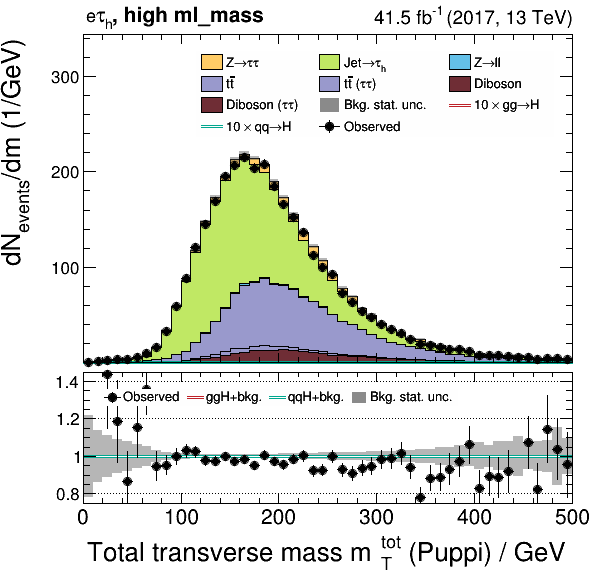 eτh, high ml_mass 41.5 fb⁻¹ (2017, 13 TeV)
dN_events/dm (1/GeV)
300
200
100
Z→ττ Jet→τh Z→ll
tt̄ tt̄ (ττ) Diboson
Diboson (ττ) Bkg. stat. unc. 10 × gg→H
10 × qq→H Observed
1.4
1.2
1
0.8
Observed ggH+bkg. qqH+bkg. Bkg. stat. unc.
0 100 200 300 400 500
Total transverse mass m_T^tot (Puppi) / GeV